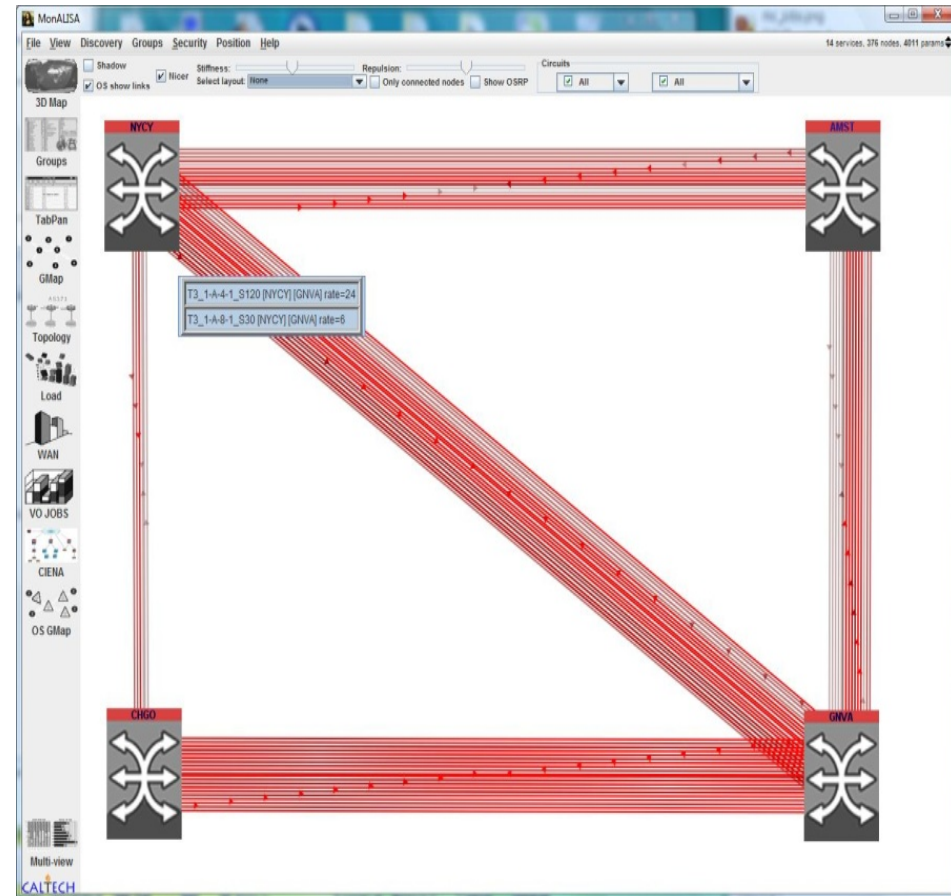 MonALISA
File View Discovery Groups Security Position Help
14 services, 376 nodes, 4011 params
Shadow
OS show links
Nicer
Stiffness:
Repulsion:
Select layout: None
Only connected nodes
Show OSRP
Circuits
All
All
3D Map
Groups
TabPan
GMap
Topology
Load
WAN
VO JOBS
CIENA
OS GMap
Multi-view
CALTECH
NYCY
AMST
T3_1-A-4-1_S120 [NYCY] [GNVA] rate=24
T3_1-A-8-1_S30 [NYCY] [GNVA] rate=6
CHGO
GNVA